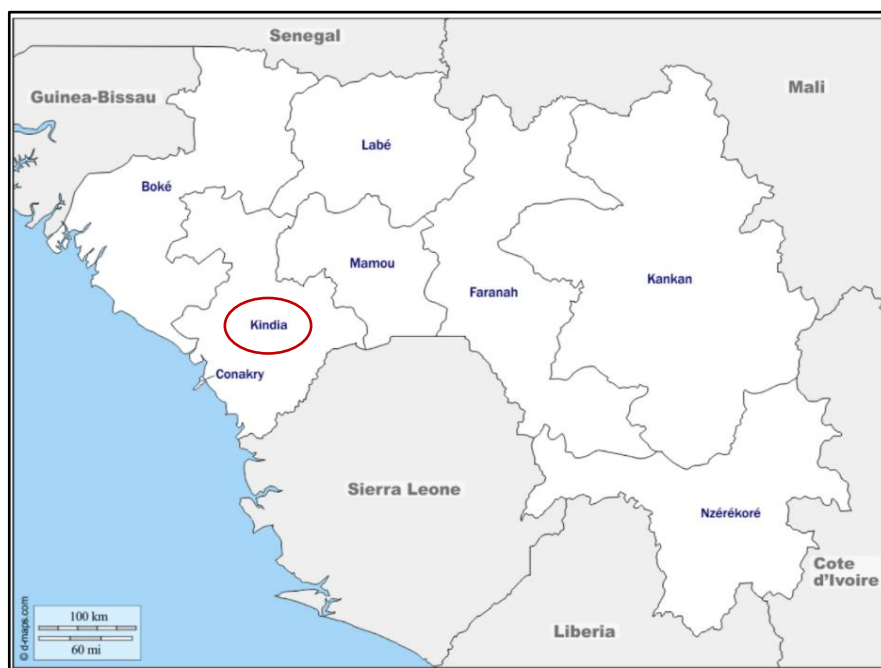 Senegal
Guinea-Bissau
Mali
Labé
Boké
Mamou
Faranah
Kankan
Kindia
Conakry
Sierra Leone
Nzérékoré
Cote
d'Ivoire
Liberia
100 km
60 mi
© d-maps.com